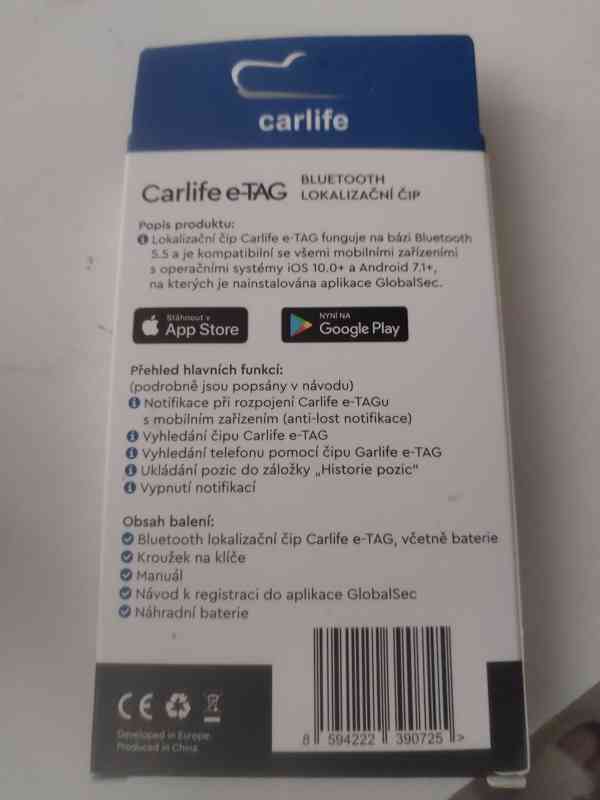 carlife
Carlife e-TAG
BLUETOOTH
LOKALIZAČNÍ ČIP
Popis produktu:
Lokalizační čip Carlife e-TAG funguje na bázi Bluetooth
5.5 a je kompatibilní se všemi mobilními zařízeními
s operačními systémy iOS 10.0+ a Android 7.1+,
na kterých je nainstalována aplikace GlobalSec.
Stáhnout v
App Store
NYNÍ NA
Google Play
Přehled hlavních funkcí:
(podrobně jsou popsány v návodu)
Notifikace při rozpojení Carlife e-TAGu
s mobilním zařízením (anti-lost notifikace)
Vyhledání čipu Carlife e-TAG
Vyhledání telefonu pomocí čipu Garlife e-TAG
Ukládání pozic do záložky „Historie pozic“
Vypnutí notifikací
Obsah balení:
Bluetooth lokalizační čip Carlife e-TAG, včetně baterie
Kroužek na klíče
Manuál
Návod k registraci do aplikace GlobalSec
Náhradní baterie
CE
Developed in Europe.
Produced in China.
8 594222 390725 >